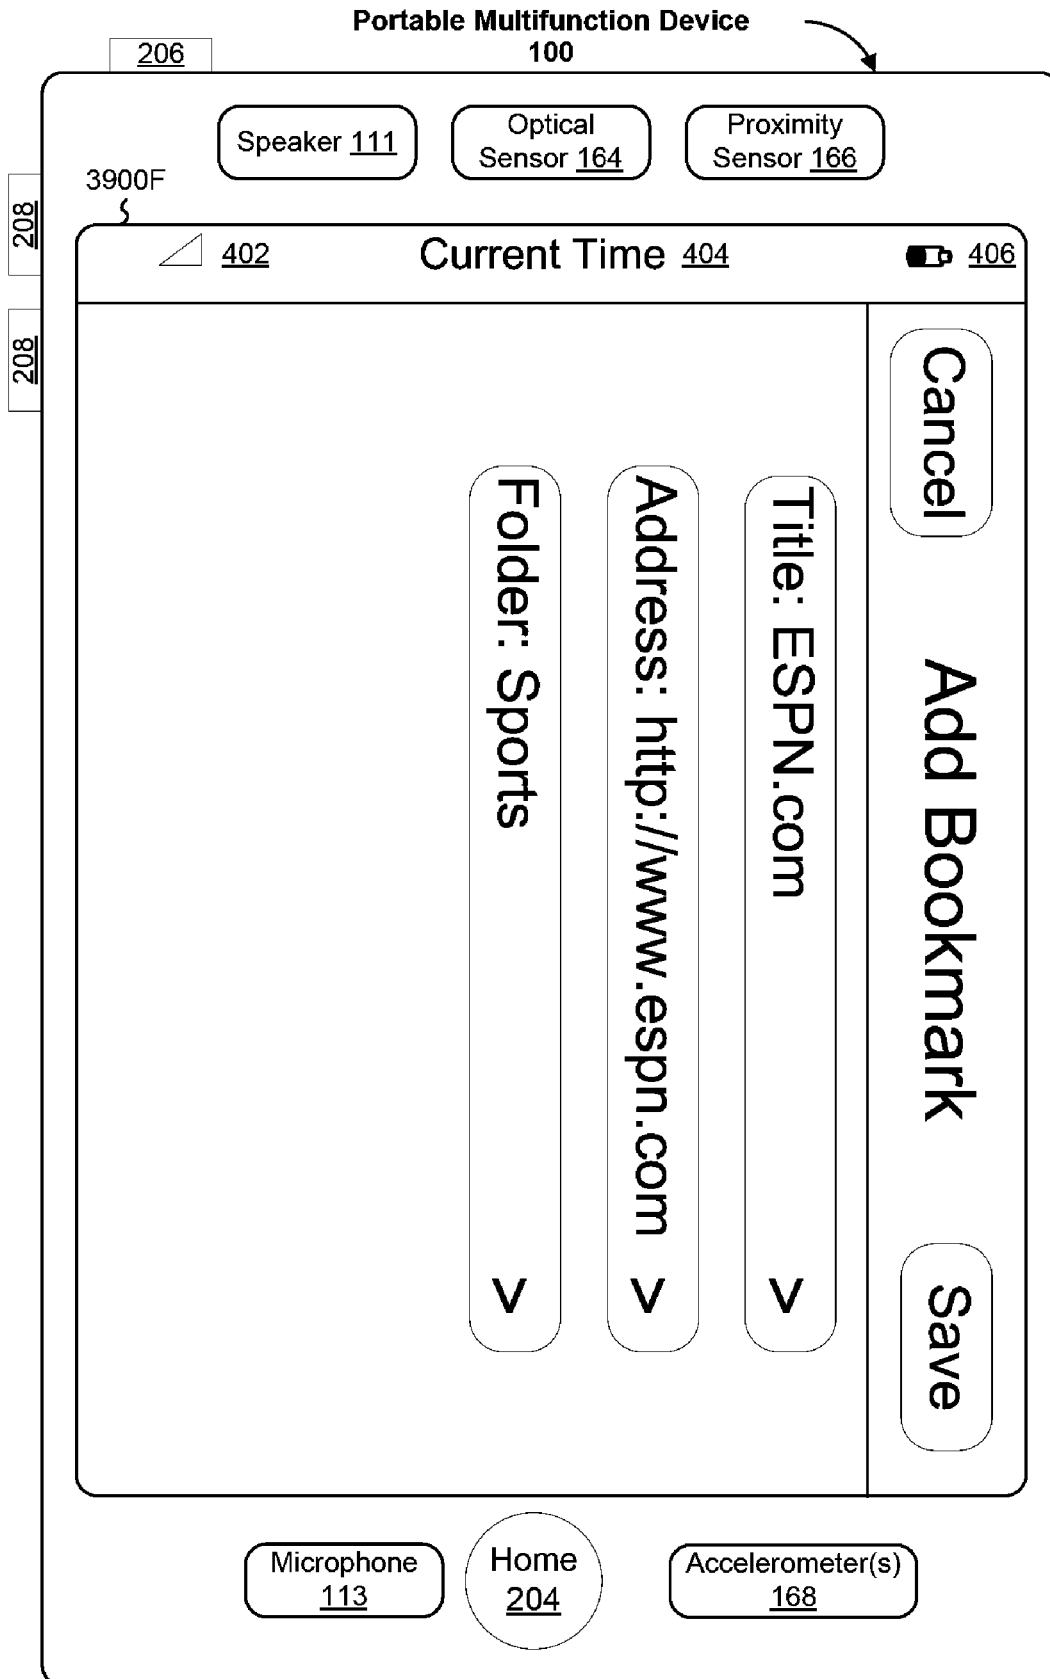 Portable Multifunction Device
100
206
Speaker 111
Optical
Sensor 164
Proximity
Sensor 166
3900F
208
208
402
Current Time 404
406
Cancel
Add Bookmark
Save
Title: ESPN.com >
Address: http://www.espn.com >
Folder: Sports >
Microphone
113
Home
204
Accelerometer(s)
168